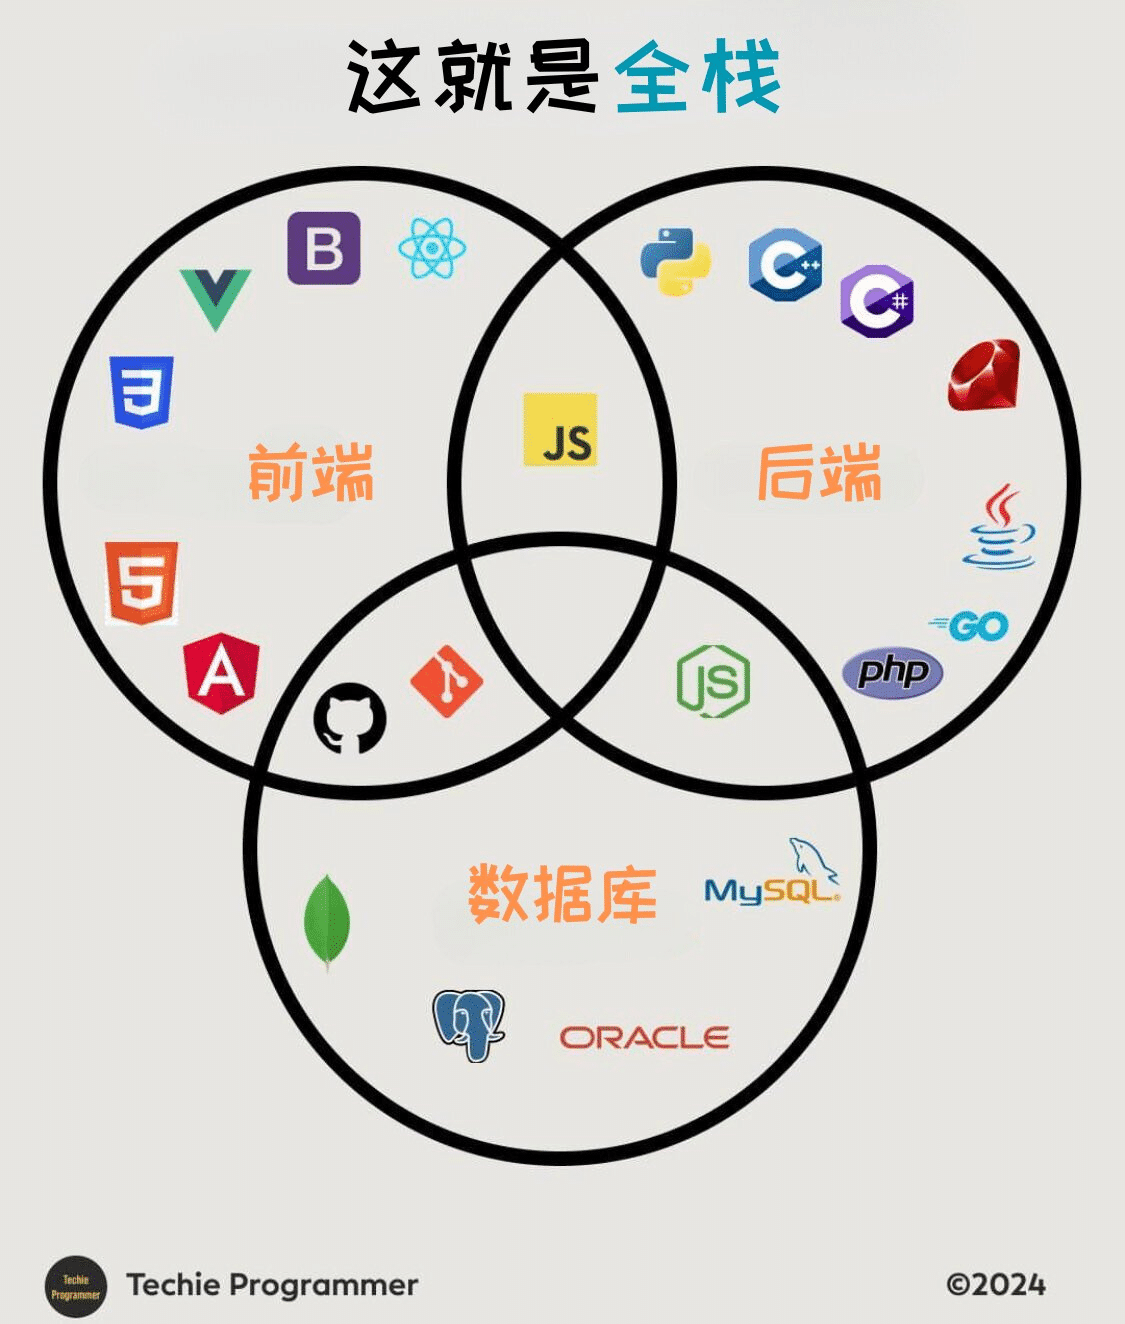 这就是全栈
B
C++
C#
3
JS
前端
后端
5
GO
A
JS
php
数据库
MySQL®
ORACLE
Techie Programmer
Techie
Programmer
©2024